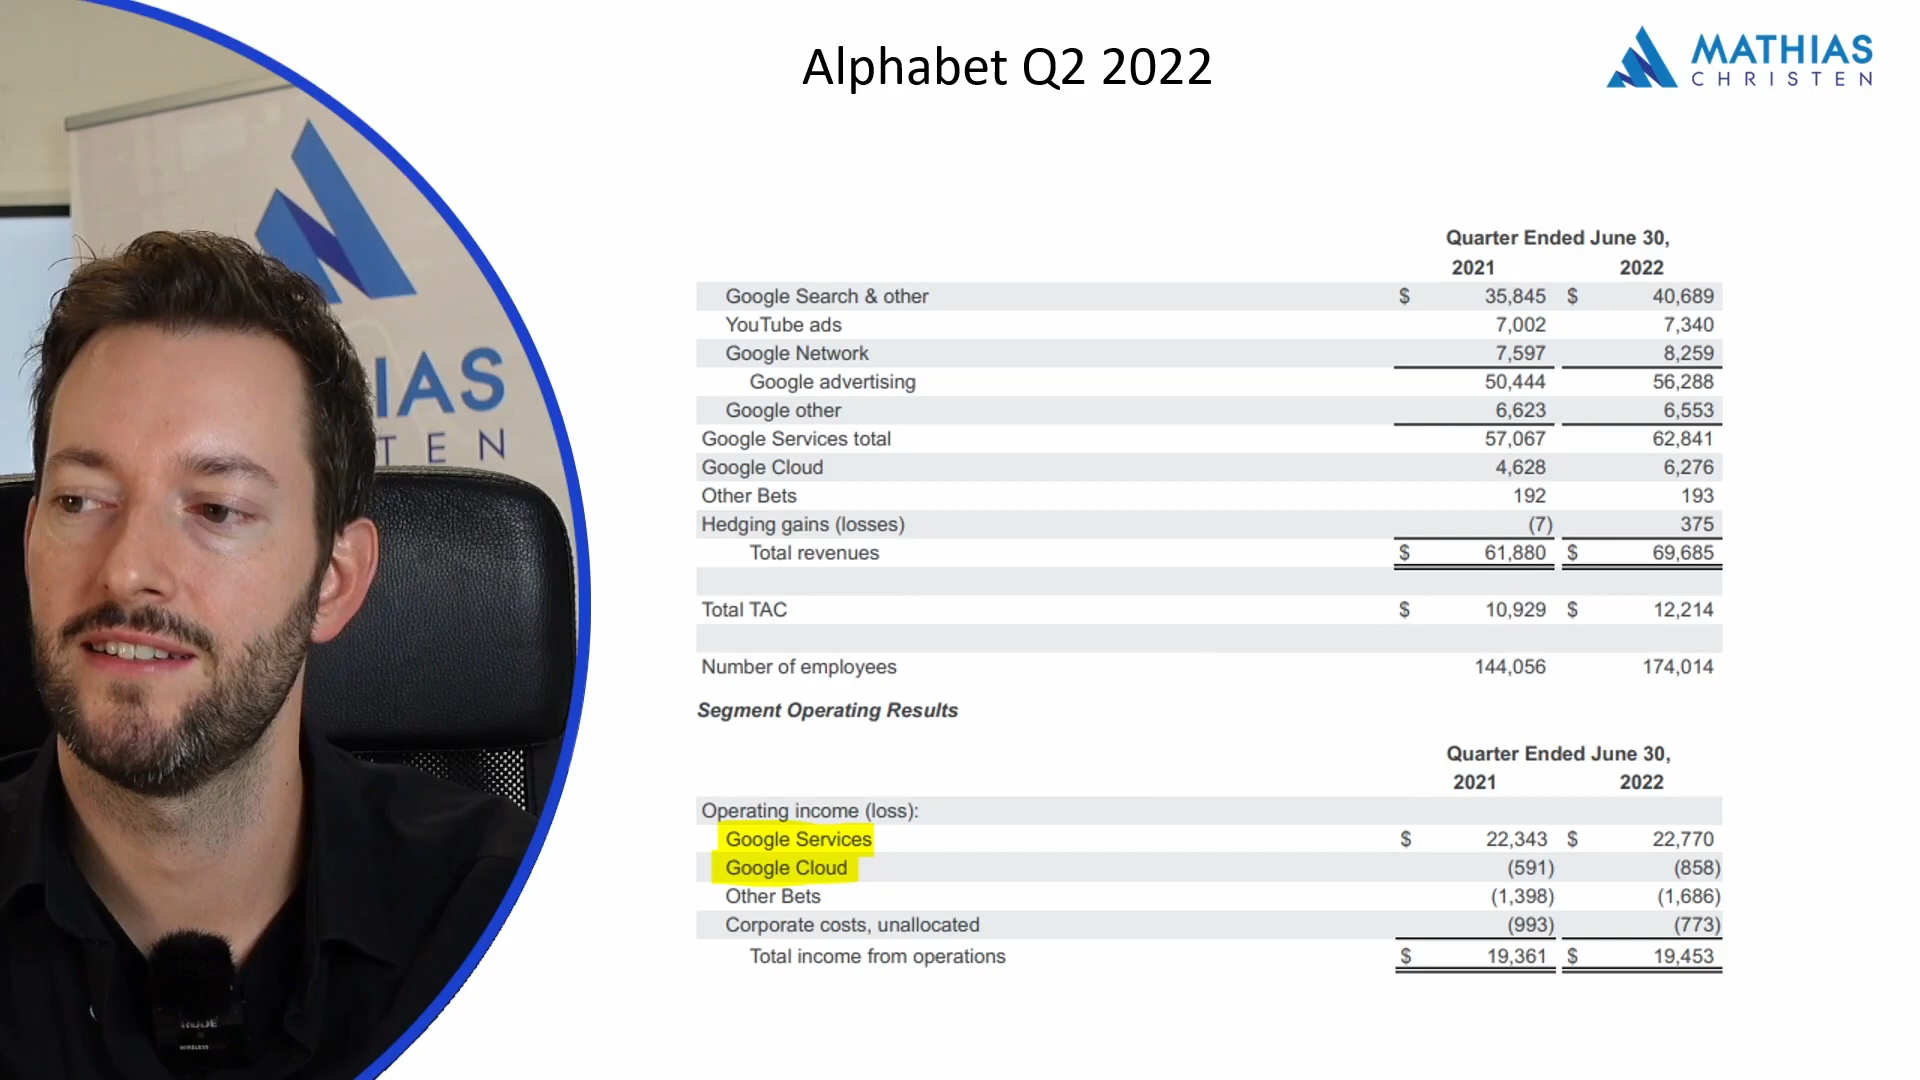 Alphabet Q2 2022
MATHIAS
CHRISTEN
IAS
TEN
RØDE
WIRELESS
Quarter Ended June 30,
2021 2022
Google Search & other $ 35,845 $ 40,689
YouTube ads 7,002 7,340
Google Network 7,597 8,259
Google advertising 50,444 56,288
Google other 6,623 6,553
Google Services total 57,067 62,841
Google Cloud 4,628 6,276
Other Bets 192 193
Hedging gains (losses) (7) 375
Total revenues $ 61,880 $ 69,685
Total TAC $ 10,929 $ 12,214
Number of employees 144,056 174,014
Segment Operating Results
Quarter Ended June 30,
2021 2022
Operating income (loss):
Google Services $ 22,343 $ 22,770
Google Cloud (591) (858)
Other Bets (1,398) (1,686)
Corporate costs, unallocated (993) (773)
Total income from operations $ 19,361 $ 19,453